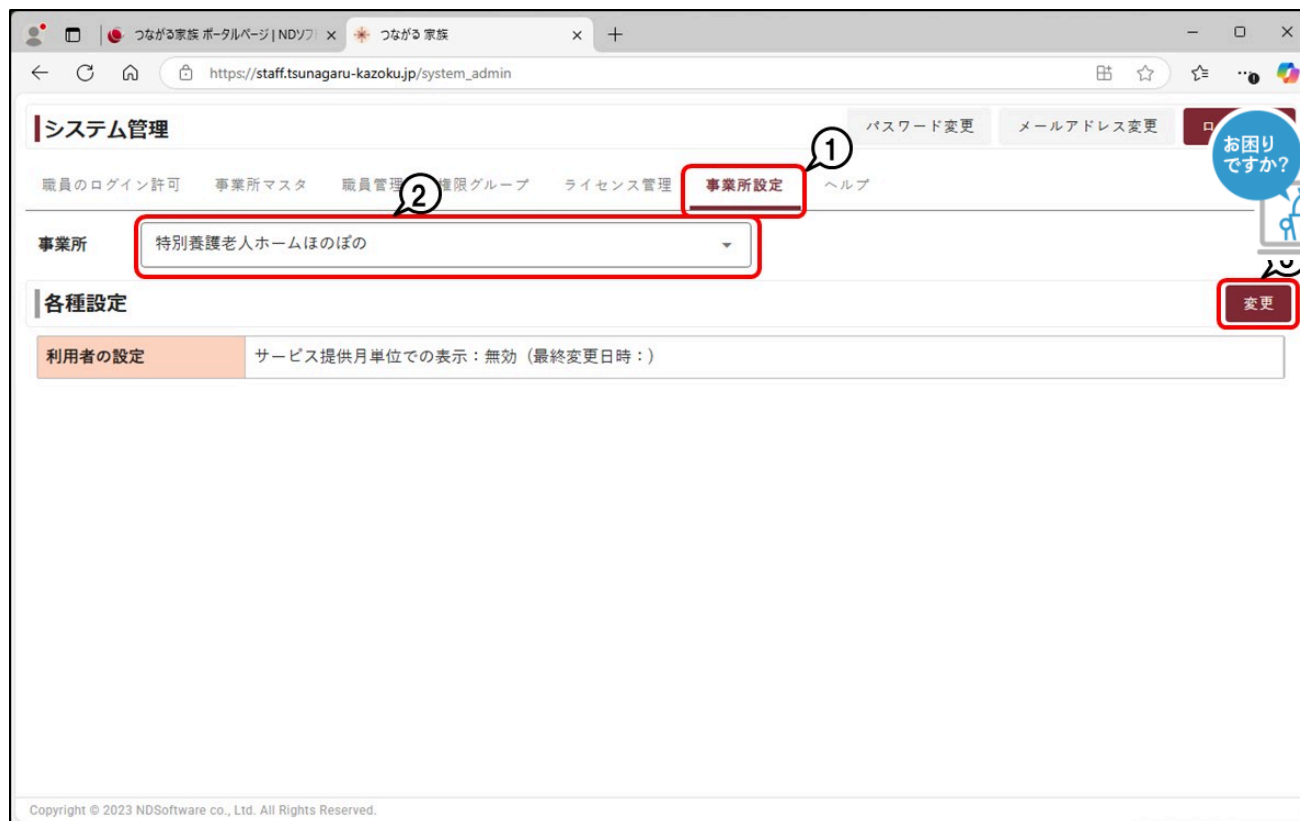 つながる家族 ポータルページ | NDソフ
つながる 家族
https://staff.tsunagaru-kazoku.jp/system_admin
システム管理
パスワード変更
メールアドレス変更
お困り
ですか?
1
職員のログイン許可
事業所マスタ
職員管理
権限グループ
ライセンス管理
事業所設定
ヘルプ
2
事業所
特別養護老人ホームほのぼの
各種設定
変更
利用者の設定
サービス提供月単位での表示：無効（最終変更日時：）
Copyright © 2023 NDSoftware co., Ltd. All Rights Reserved.